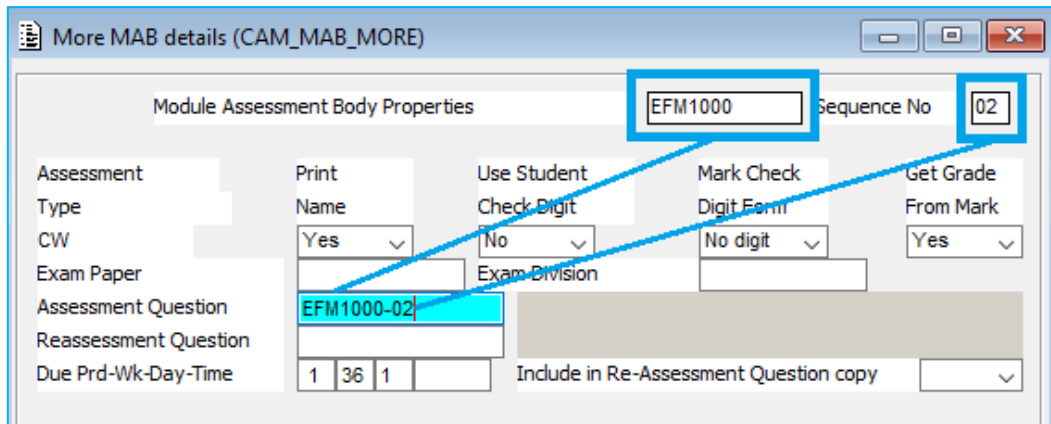 More MAB details (CAM_MAB_MORE)
Module Assessment Body Properties EFM1000 Sequence No 02
Assessment Print Use Student Mark Check Get Grade
Type Name Check Digit Digit Form From Mark
CW Yes No No digit Yes
Exam Paper Exam Division
Assessment Question EFM1000-02
Reassessment Question
Due Prd-Wk-Day-Time 1 36 1 Include in Re-Assessment Question copy